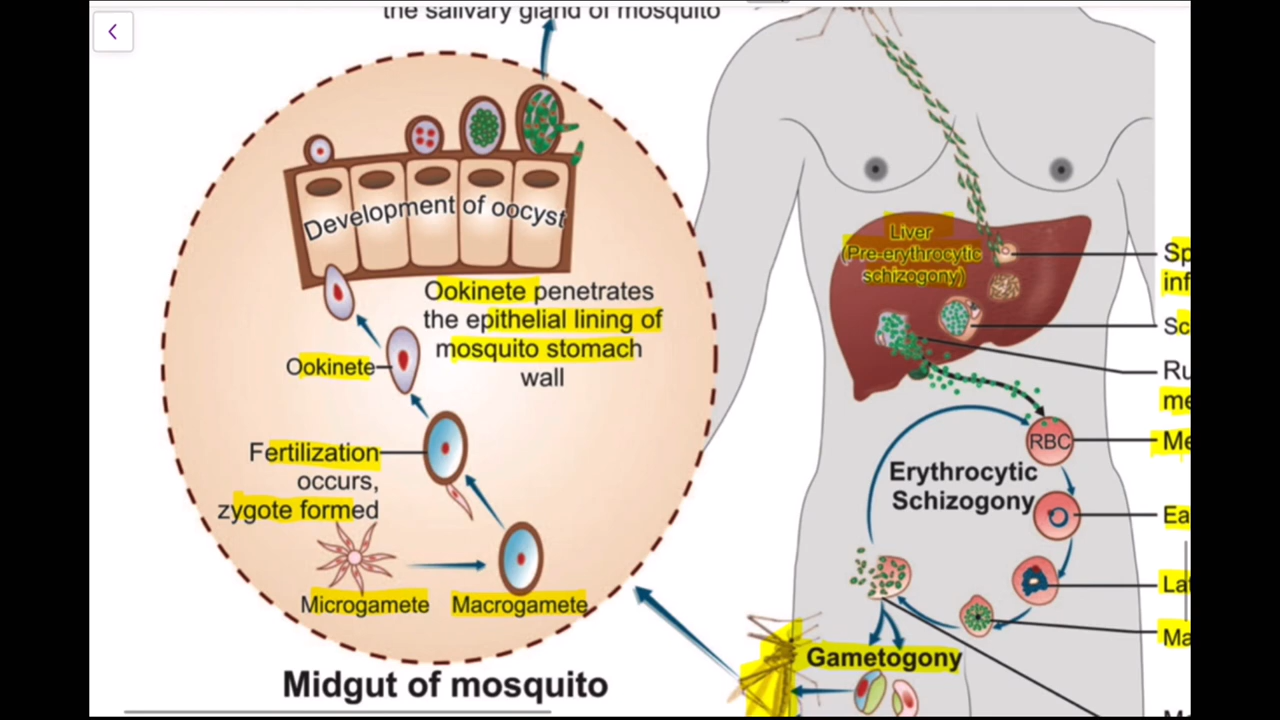 the salivary gland of mosquito
Development of oocyst
Ookinete penetrates
the epithelial lining of
mosquito stomach
wall
Ookinete
Fertilization
occurs,
zygote formed
Microgamete
Macrogamete
Midgut of mosquito
Liver
(Pre-erythrocytic
schizogony)
Sp
inf
Sc
Ru
me
RBC
Me
Erythrocytic
Schizogony
Ea
La
Ma
Gametogony